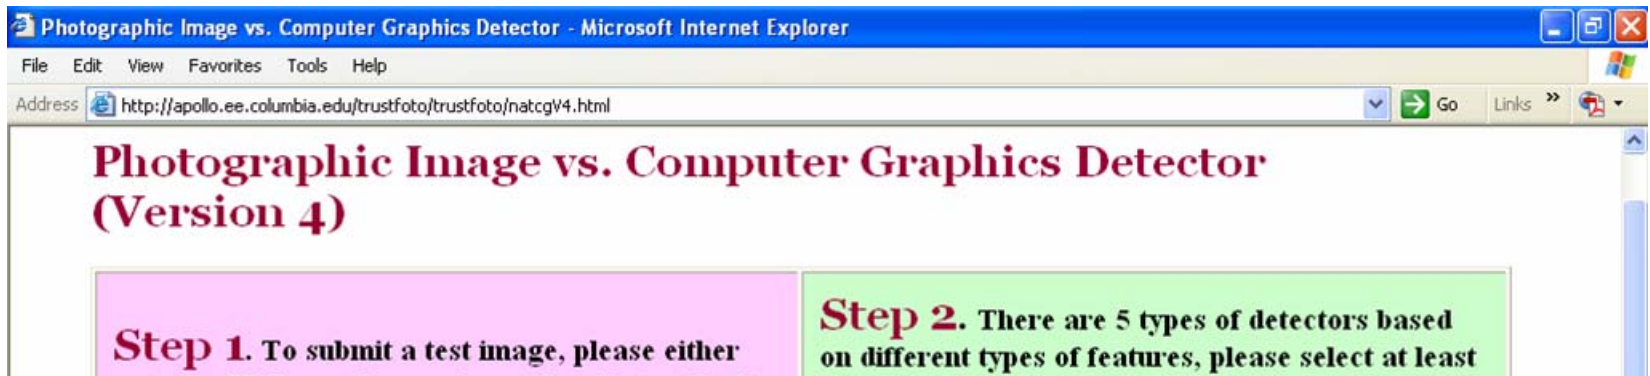 Photographic Image vs. Computer Graphics Detector - Microsoft Internet Explorer
File Edit View Favorites Tools Help
Address http://apollo.ee.columbia.edu/trustfoto/trustfoto/natcgV4.html Go Links »
Photographic Image vs. Computer Graphics Detector
(Version 4)
Step 1. To submit a test image, please either
Step 2. There are 5 types of detectors based
on different types of features, please select at least